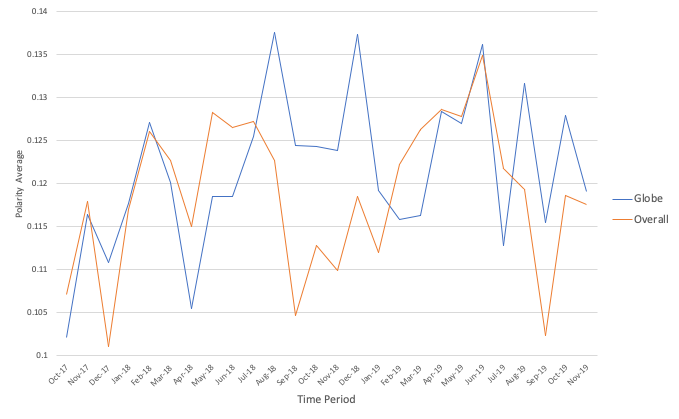 0.14
0.135
0.13
0.125
0.12
0.115
0.11
0.105
0.1
Polarity Average
Oct-17
Nov-17
Dec-17
Jan-18
Feb-18
Mar-18
Apr-18
May-18
Jun-18
Jul-18
Aug-18
Sep-18
Oct-18
Nov-18
Dec-18
Jan-19
Feb-19
Mar-19
Apr-19
May-19
Jun-19
Jul-19
Aug-19
Sep-19
Oct-19
Nov-19
Time Period
Globe
Overall